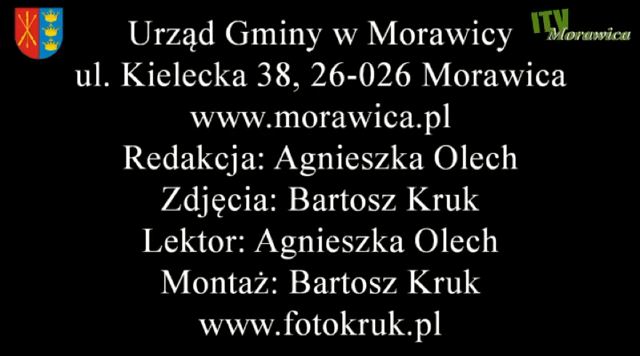 ITV
Morawica
Urząd Gminy w Morawicy
ul. Kielecka 38, 26-026 Morawica
www.morawica.pl
Redakcja: Agnieszka Olech
Zdjęcia: Bartosz Kruk
Lektor: Agnieszka Olech
Montaż: Bartosz Kruk
www.fotokruk.pl